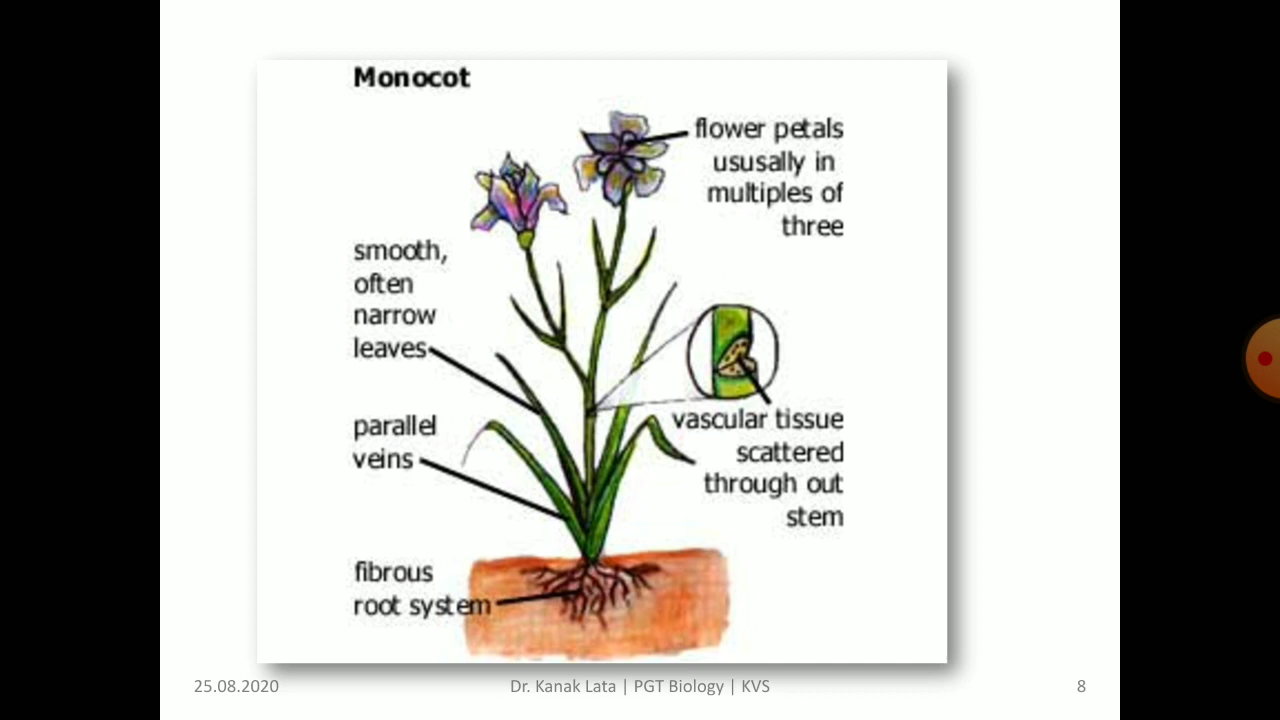 Monocot
flower petals
ususally in
multiples of
three
smooth,
often
narrow
leaves
parallel
veins
vascular tissue
scattered
through out
stem
fibrous
root system
25.08.2020
Dr. Kanak Lata | PGT Biology | KVS
8